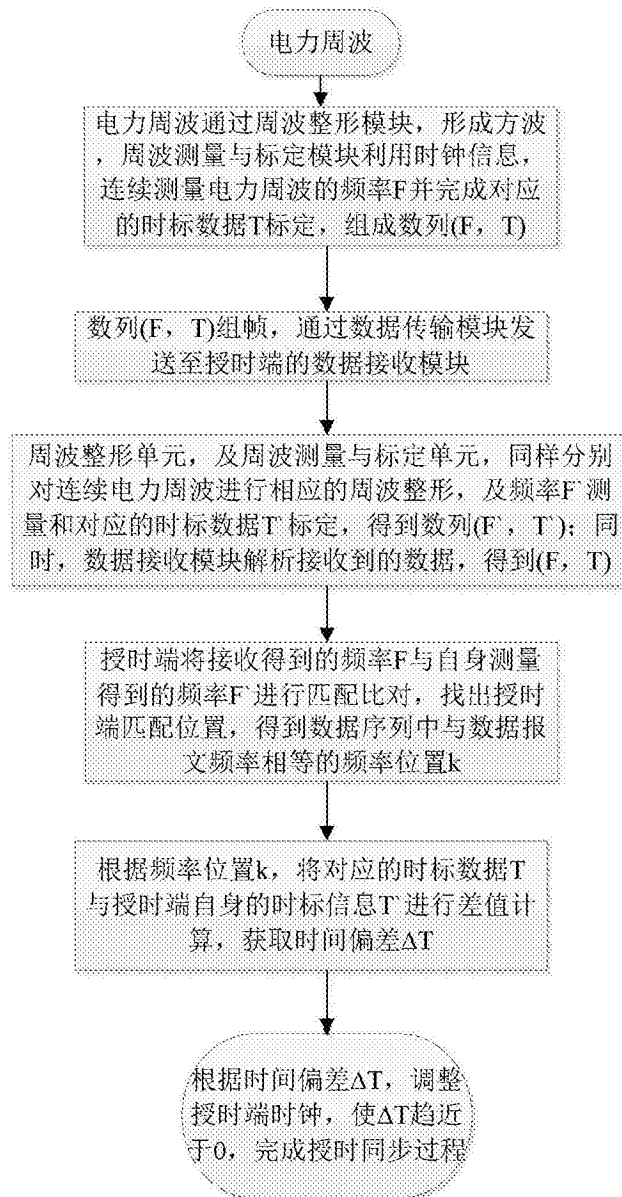 电力周波
电力周波通过周波整形模块，形成方波
，周波测量与标定模块利用时钟信息，
连续测量电力周波的频率F并完成对应
的时标数据T标定，组成数列(F，T)
数列(F，T)组帧，通过数据传输模块发
送至授时端的数据接收模块
周波整形单元，及周波测量与标定单元，同样分别
对连续电力周波进行相应的周波整形，及频率F`测
量和对应的时标数据T`标定，得到数列(F`，T`)；同
时，数据接收模块解析接收到的数据，得到(F，T)
授时端将接收得到的频率F与自身测量
得到的频率F`进行匹配比对，找出授时
端匹配位置，得到数据序列中与数据报
文频率相等的频率位置k
根据频率位置k，将对应的时标数据T
与授时端自身的时标信息T`进行差值计
算，获取时间偏差ΔT
根据时间偏差ΔT，调整
授时端时钟，使ΔT趋近
于0，完成授时同步过程